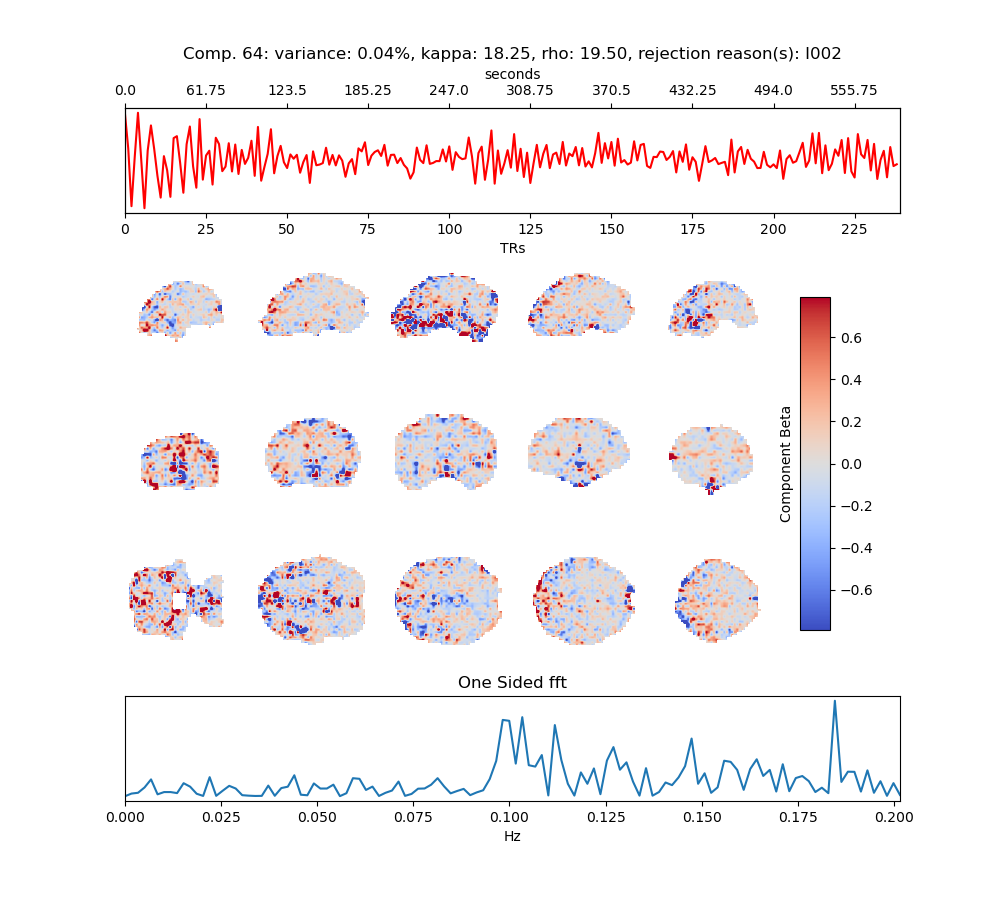 Comp. 64: variance: 0.04%, kappa: 18.25, rho: 19.50, rejection reason(s): I002
seconds
0.0 61.75 123.5 185.25 247.0 308.75 370.5 432.25 494.0 555.75
0 25 50 75 100 125 150 175 200 225
TRs
0.6
0.4
0.2
0.0
−0.2
−0.4
−0.6
Component Beta
One Sided fft
0.000 0.025 0.050 0.075 0.100 0.125 0.150 0.175 0.200
Hz